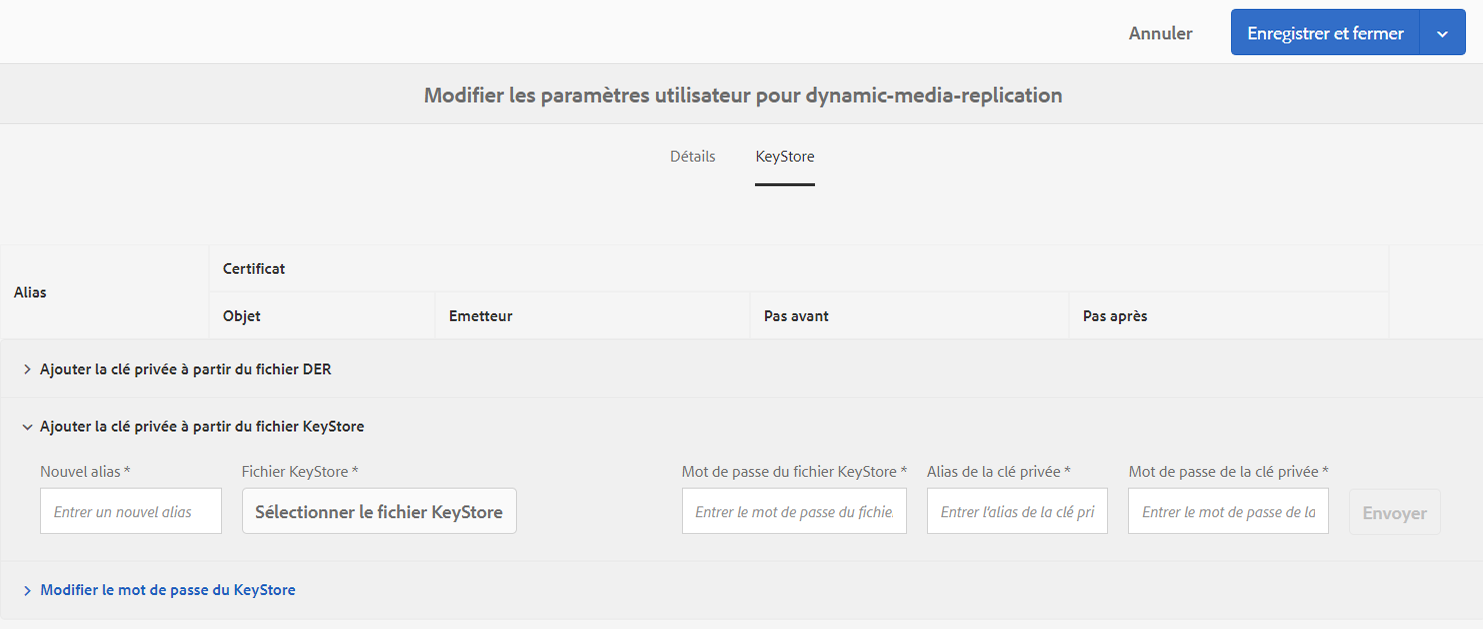 Annuler
Enregistrer et fermer
Modifier les paramètres utilisateur pour dynamic-media-replication
Détails KeyStore
Certificat
Alias
Objet Emetteur Pas avant Pas après
Ajouter la clé privée à partir du fichier DER
Ajouter la clé privée à partir du fichier KeyStore
Nouvel alias * Fichier KeyStore * Mot de passe du fichier KeyStore * Alias de la clé privée * Mot de passe de la clé privée *
Entrer un nouvel alias Sélectionner le fichier KeyStore Entrer le mot de passe du fichie Entrer l'alias de la clé pri Entrer le mot de passe de la Envoyer
Modifier le mot de passe du KeyStore